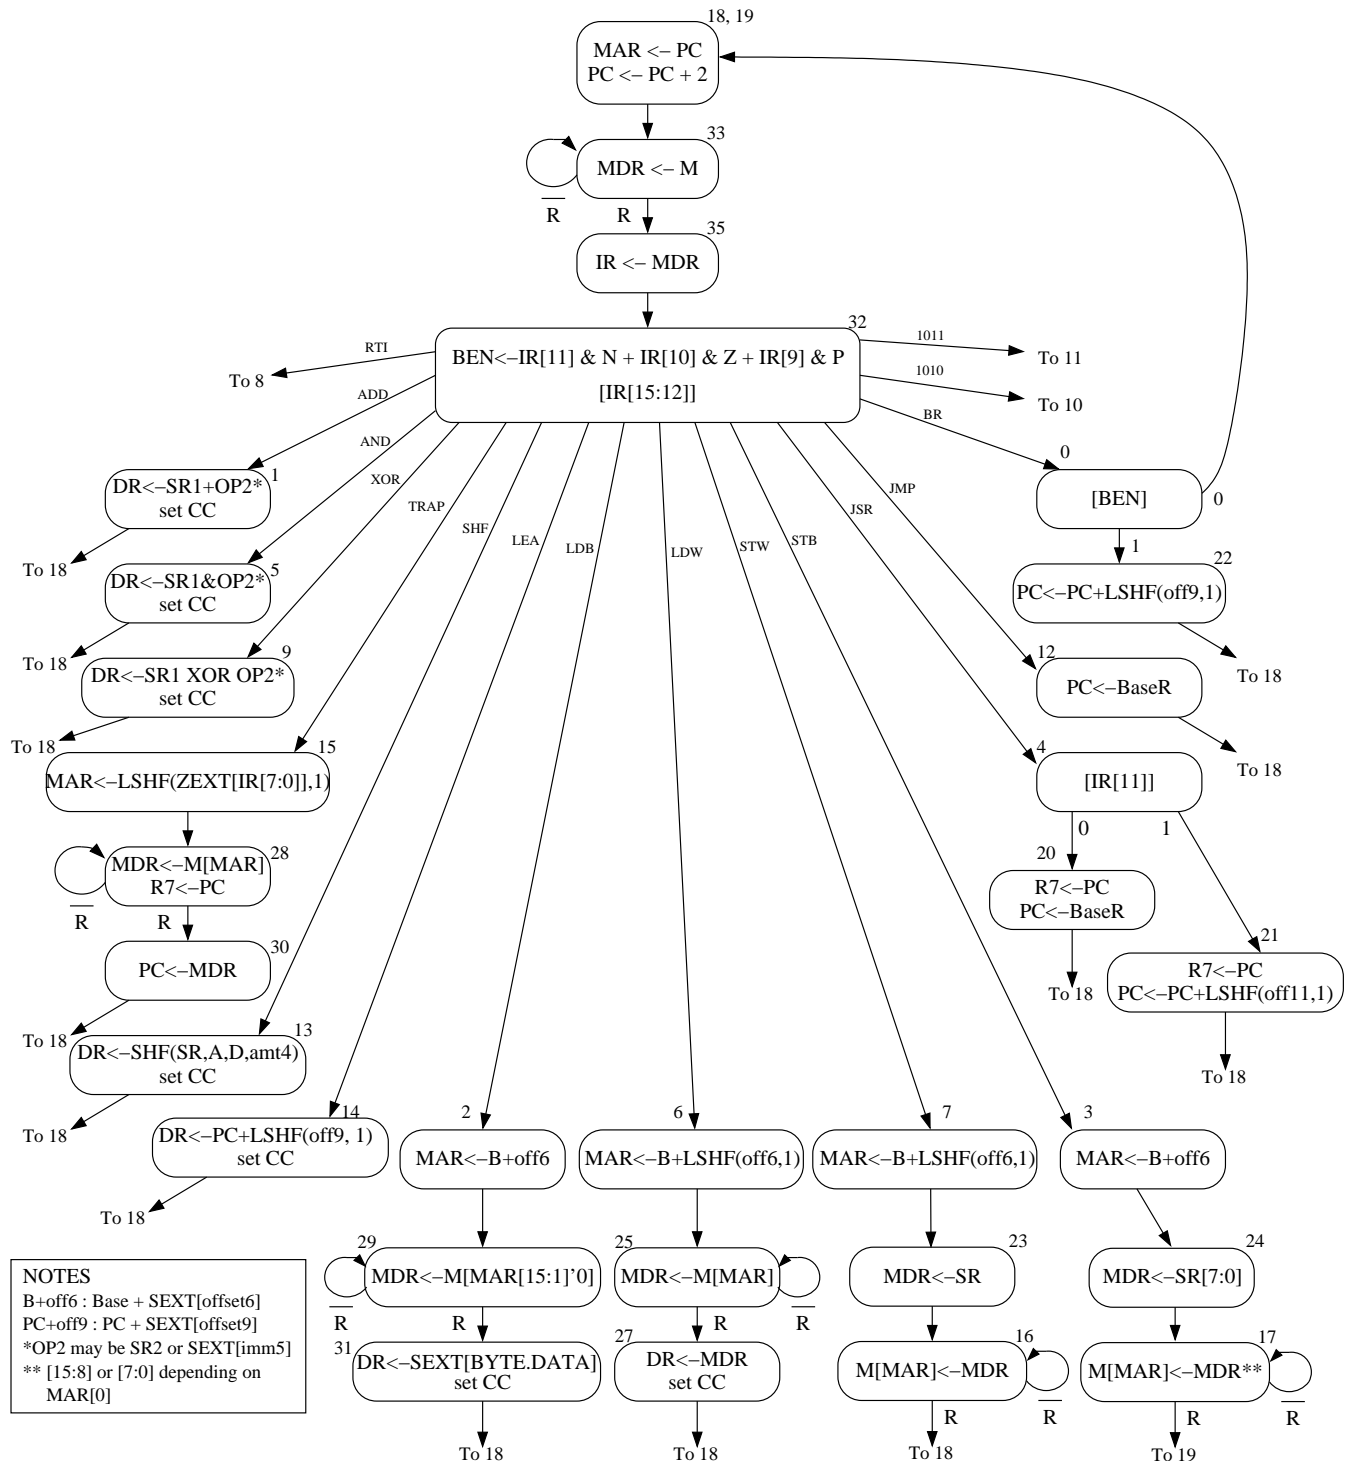 18, 19
MAR <– PC
PC <– PC + 2
33
MDR <– M
R
R
35
IR <– MDR
32
BEN<–IR[11] & N + IR[10] & Z + IR[9] & P
[IR[15:12]]
RTI
To 8
1011
To 11
1010
To 10
ADD
BR
AND
XOR
TRAP
SHF
LEA
LDB
LDW
STW
STB
JSR
JMP
1
DR<–SR1+OP2*
set CC
To 18
0
[BEN]
0
1
5
DR<–SR1&OP2*
set CC
To 18
22
PC<–PC+LSHF(off9,1)
To 18
9
DR<–SR1 XOR OP2*
set CC
To 18
12
PC<–BaseR
To 18
15
MAR<–LSHF(ZEXT[IR[7:0]],1)
4
[IR[11]]
0
1
28
MDR<–M[MAR]
R7<–PC
R
R
20
R7<–PC
PC<–BaseR
To 18
30
PC<–MDR
To 18
21
R7<–PC
PC<–PC+LSHF(off11,1)
To 18
13
DR<–SHF(SR,A,D,amt4)
set CC
To 18
14
DR<–PC+LSHF(off9, 1)
set CC
To 18
2
MAR<–B+off6
6
MAR<–B+LSHF(off6,1)
7
MAR<–B+LSHF(off6,1)
3
MAR<–B+off6
29
MDR<–M[MAR[15:1]’0]
R
R
25
MDR<–M[MAR]
R
R
23
MDR<–SR
24
MDR<–SR[7:0]
31
DR<–SEXT[BYTE.DATA]
set CC
To 18
27
DR<–MDR
set CC
To 18
16
M[MAR]<–MDR
R
R
To 18
17
M[MAR]<–MDR**
R
R
To 19
NOTES
B+off6 : Base + SEXT[offset6]
PC+off9 : PC + SEXT[offset9]
*OP2 may be SR2 or SEXT[imm5]
** [15:8] or [7:0] depending on
MAR[0]